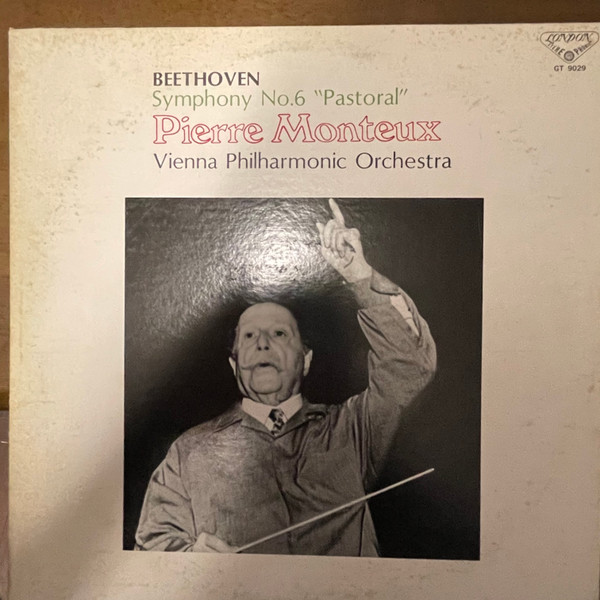 BEETHOVEN
Symphony No.6 "Pastoral"
Pierre Monteux
Vienna Philharmonic Orchestra
LONDON
GT 9029